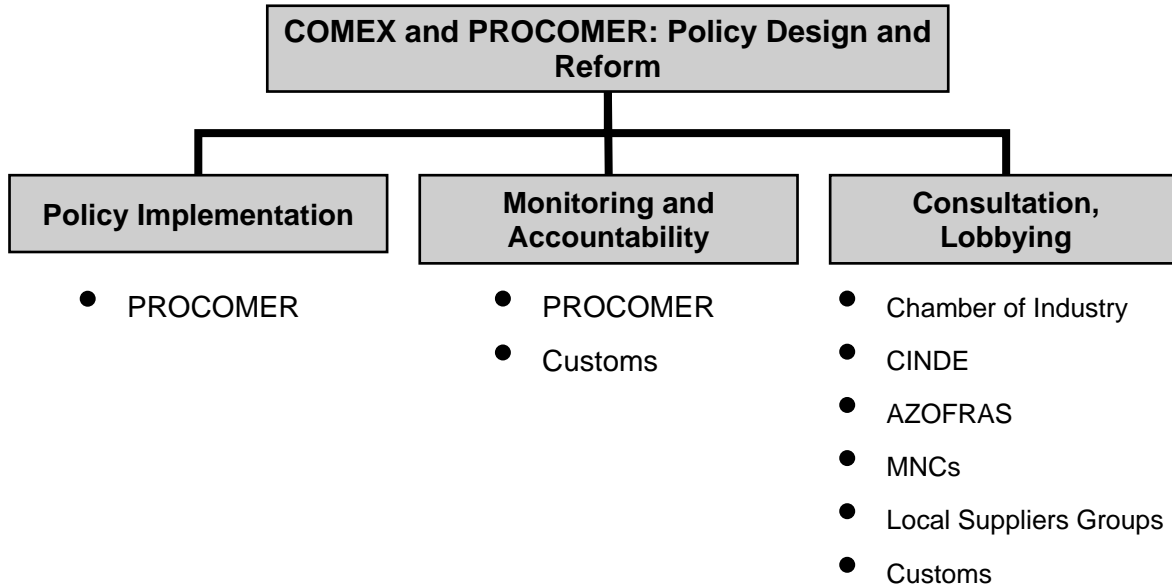 COMEX and PROCOMER: Policy Design and
Reform
Policy Implementation
• PROCOMER
Monitoring and
Accountability
• PROCOMER
• Customs
Consultation,
Lobbying
• Chamber of Industry
• CINDE
• AZOFRAS
• MNCs
• Local Suppliers Groups
• Customs